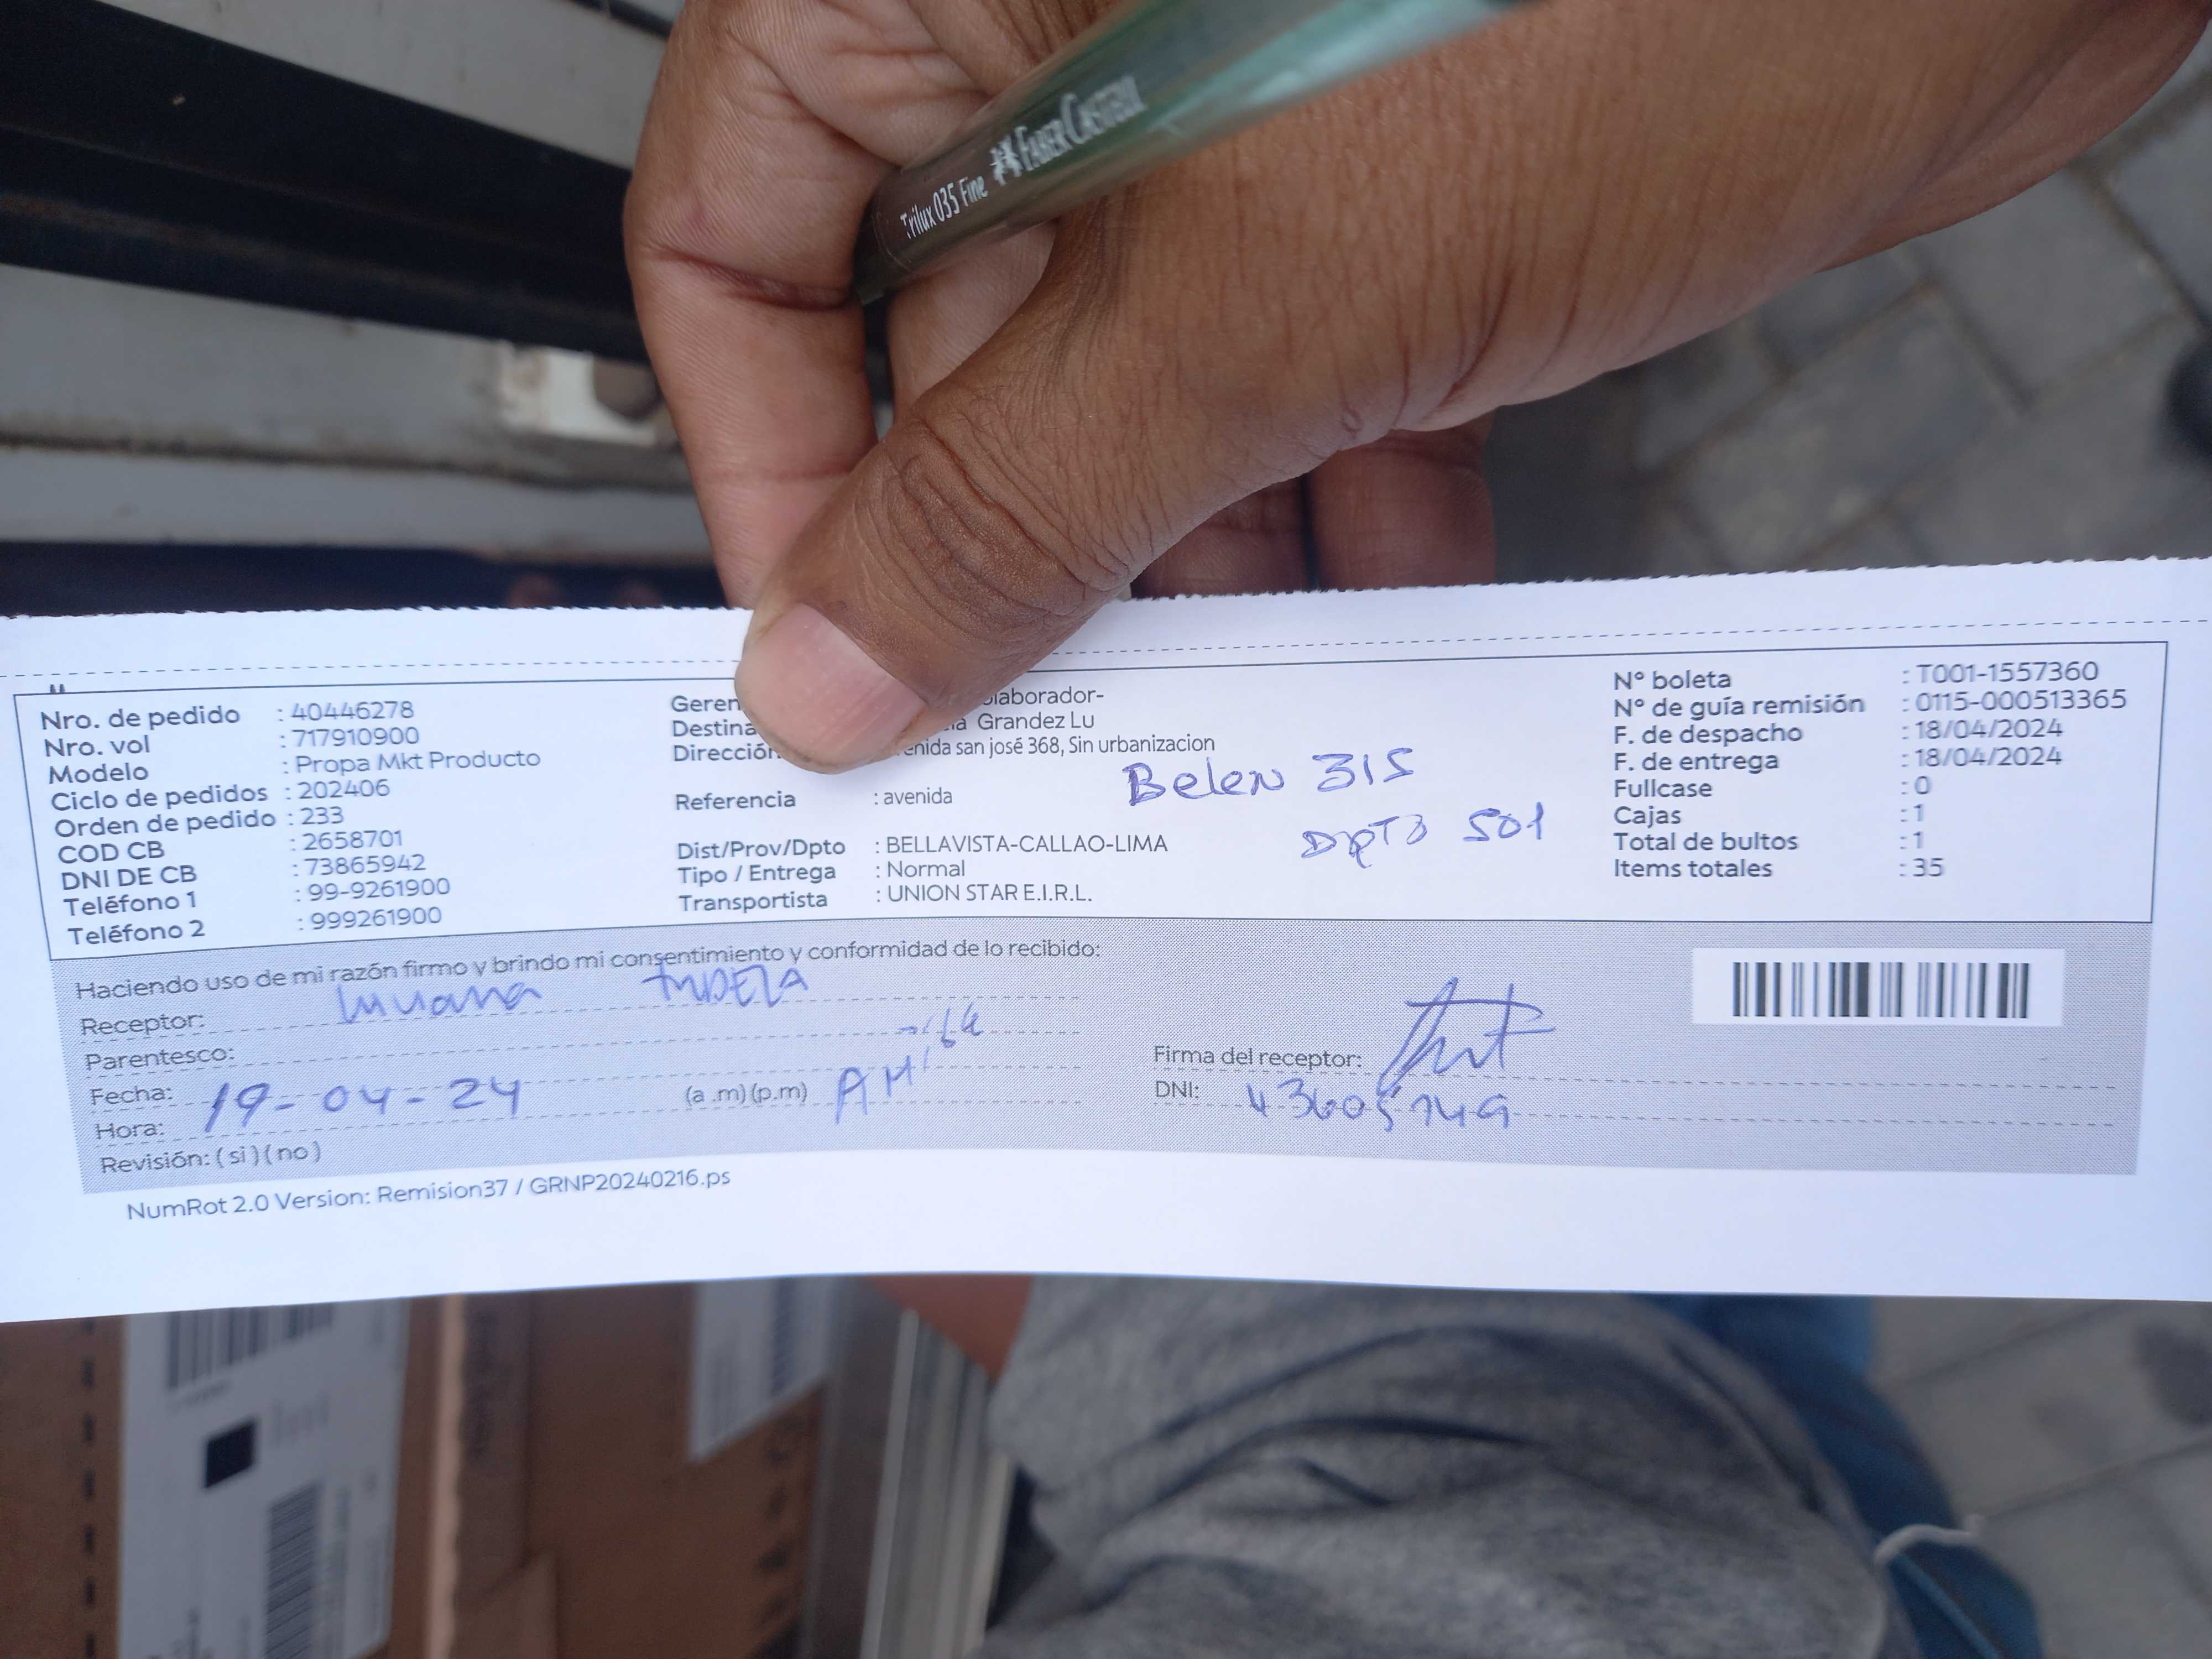 Trilux 035 Fine FABER CASTELL
Nro. de pedido : 40446278
Nro. vol : 717910900
Modelo : Propa Mkt Producto
Ciclo de pedidos : 202406
Orden de pedido : 233
COD CB : 2658701
DNI DE CB : 73865942
Teléfono 1 : 99-9261900
Teléfono 2 : 999261900
Grandez Lu
san josé 368, Sin urbanizacion
Belen 315
Referencia : avenida
Dpto 501
Dist/Prov/Dpto : BELLAVISTA-CALLAO-LIMA
Tipo / Entrega : Normal
Transportista : UNION STAR E.I.R.L.
N° boleta : T001-1557360
N° de guía remisión : 0115-000513365
F. de despacho : 18/04/2024
F. de entrega : 18/04/2024
Fullcase : 0
Cajas : 1
Total de bultos : 1
Items totales : 35
Haciendo uso de mi razón firmo y brindo mi consentimiento y conformidad de lo recibido:
Receptor: TUDELA
Parentesco:
Fecha: 19-04-24
Hora: (a .m) (p.m) AM
Revisión: ( si ) ( no )
Firma del receptor:
DNI:
NumRot 2.0 Version: Remision37 / GRNP20240216.ps